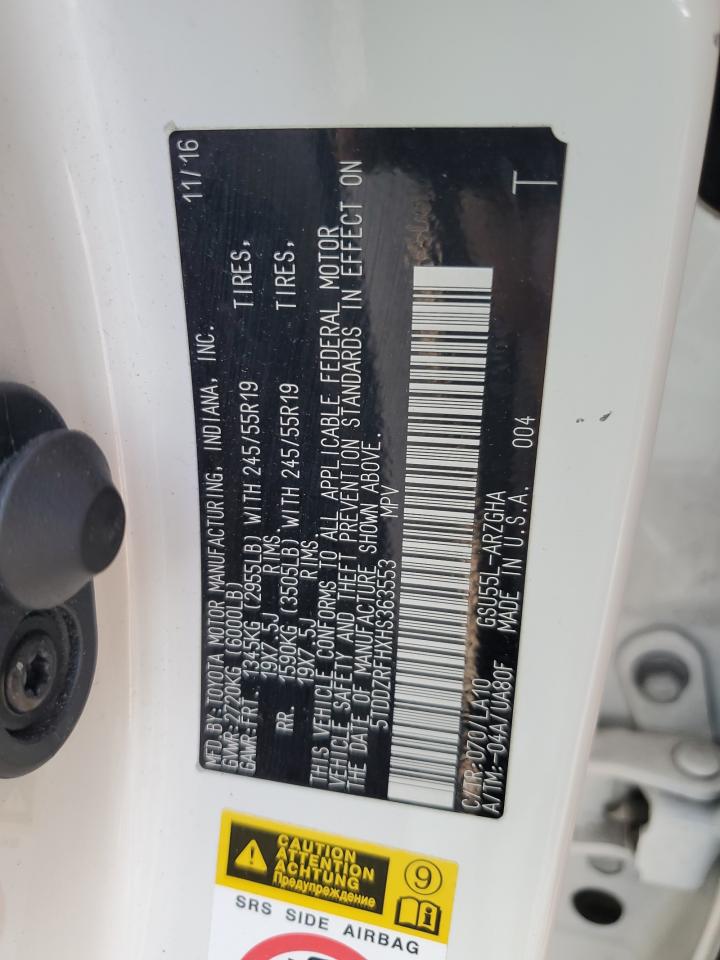 MFD.BY:TOYOTA MOTOR MANUFACTURING, INDIANA, INC. 11/16
GVWR:2720KG(6000LB)
GAWR:FRT. 1345KG (2955LB) WITH 245/55R19 TIRES,
19X7.5J RIMS,
RR. 1590KG (3505LB) WITH 245/55R19 TIRES,
19X7.5J RIMS
THIS VEHICLE CONFORMS TO ALL APPLICABLE FEDERAL MOTOR
VEHICLE SAFETY AND THEFT PREVENTION STANDARDS IN EFFECT ON
THE DATE OF MANUFACTURE SHOWN ABOVE.
5TDDZRFHXHS363553 MPV
C/TR:070/LA10 GSU55L-ARZGHA
A/TM:-04A/UA80F MADE IN U.S.A. 004 T
CAUTION
ATTENTION
ACHTUNG
Предупреждение
9
i
SRS SIDE AIRBAG